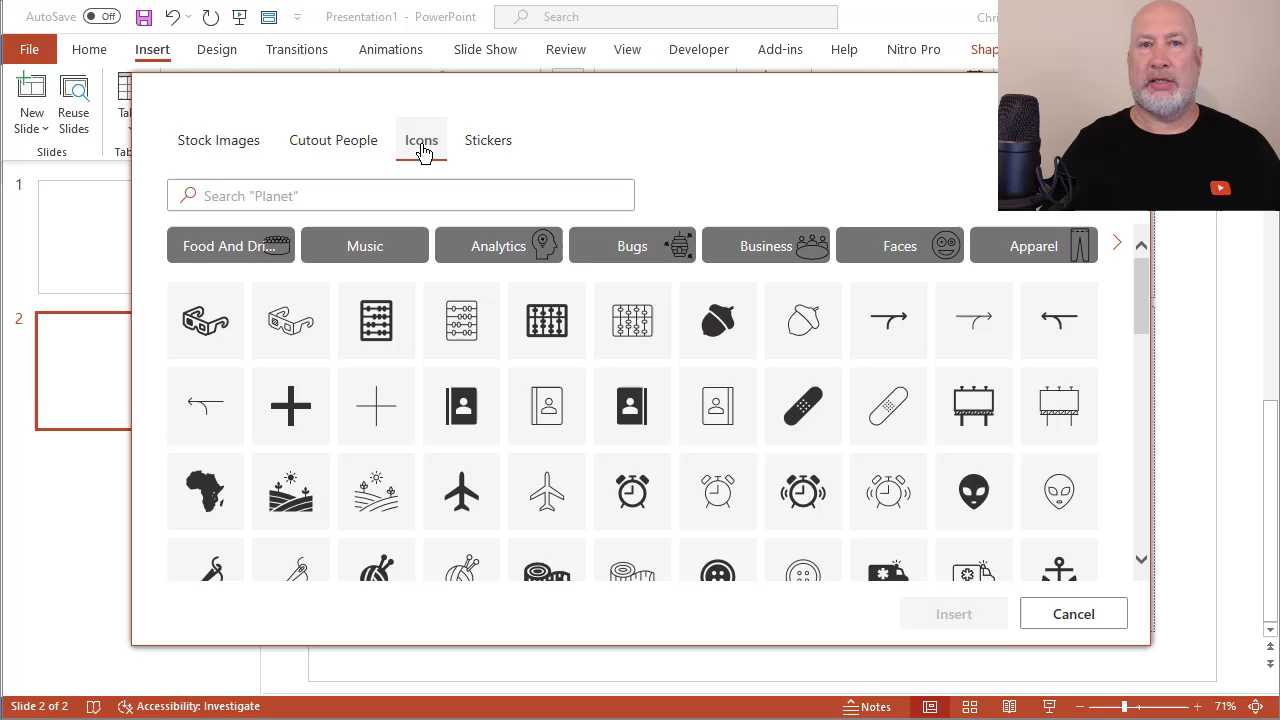 AutoSave Off Presentation1 - PowerPoint Search
File Home Insert Design Transitions Animations Slide Show Review View Developer Add-ins Help Nitro Pro
New Slide Reuse Slides
Slides
Stock Images Cutout People Icons Stickers
Search "Planet"
Food And Dri... Music Analytics Bugs Business Faces Apparel
1
2
Insert Cancel
Slide 2 of 2 Accessibility: Investigate Notes 71%